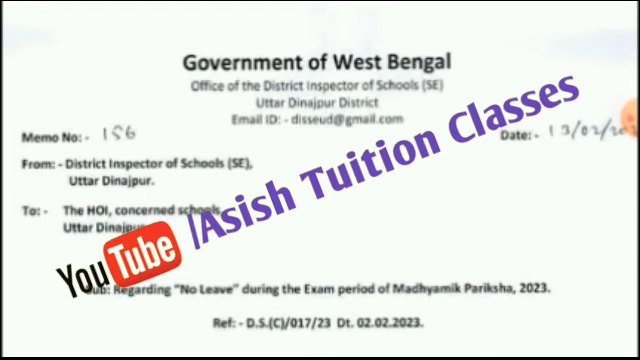 Government of West Bengal
Office of the District Inspector of Schools (SE)
Uttar Dinajpur District
Email ID: - disseud@gmail.com
Memo No: - 156
Date: - 13/02/
From: - District Inspector of Schools (SE),
Uttar Dinajpur.
To: - The HOI, concerned schools,
Uttar Dinajpur
YouTube /Asish Tuition Classes
Sub: Regarding "No Leave" during the Exam period of Madhyamik Pariksha, 2023.
Ref: - D.S.(C)/017/23 Dt. 02.02.2023.